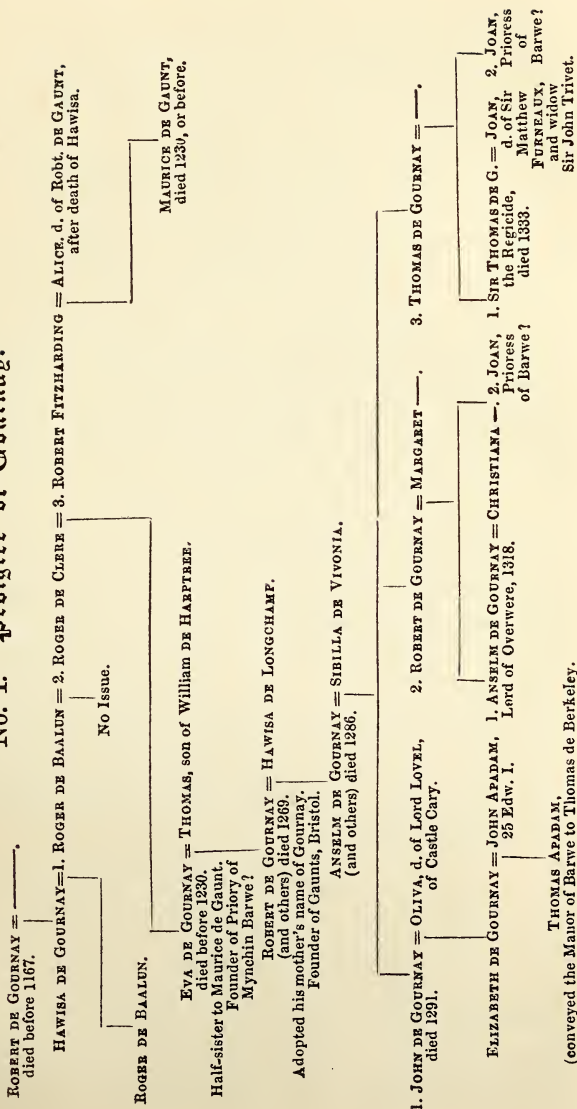 No. 1. Pedigree of Gournay.
ROBERT DE GOURNAY = ——.
died before 1167.
HAWISA DE GOURNAY=1. ROGER DE BAALUN = 2. ROGER DE CLERE = 3. ROBERT FITZHARDING = ALICE, d. of Robt. DE GAUNT,
after death of Hawisa.
No Issue.
ROGER DE BAALUN.
MAURICE DE GAUNT,
died 1230, or before.
EVA DE GOURNAY = THOMAS, son of William DE HARPTREE.
died before 1230.
Half-sister to Maurice de Gaunt.
Founder of Priory of
Mynchin Barwe?
ROBERT DE GOURNAY = HAWISA DE LONGCHAMP.
(and others) died 1269.
Adopted his mother's name of Gournay.
Founder of Gaunts, Bristol.
ANSELM DE GOURNAY = SIBILLA DE VIVONIA.
(and others) died 1286.
1. JOHN DE GOURNAY = OLIVA, d. of Lord LOVEL,
died 1291.
of Castle Cary.
2. ROBERT DE GOURNAY = MARGARET ——.
3. THOMAS DE GOURNAY = ——.
ELIZABETH DE GOURNAY = JOHN APADAM,
25 Edw. I.
1. ANSELM DE GOURNAY = CHRISTIANA —.
Lord of Overwere, 1318.
2. JOAN,
Prioress
of Barwe?
1. SIR THOMAS DE G. = JOAN,
the Regicide,
died 1333.
d. of Sir
Matthew
FURNEAUX,
and widow
Sir John Trivet.
2. JOAN,
Prioress
of
Barwe?
THOMAS APADAM,
(conveyed the Manor of Barwe to Thomas de Berkeley.